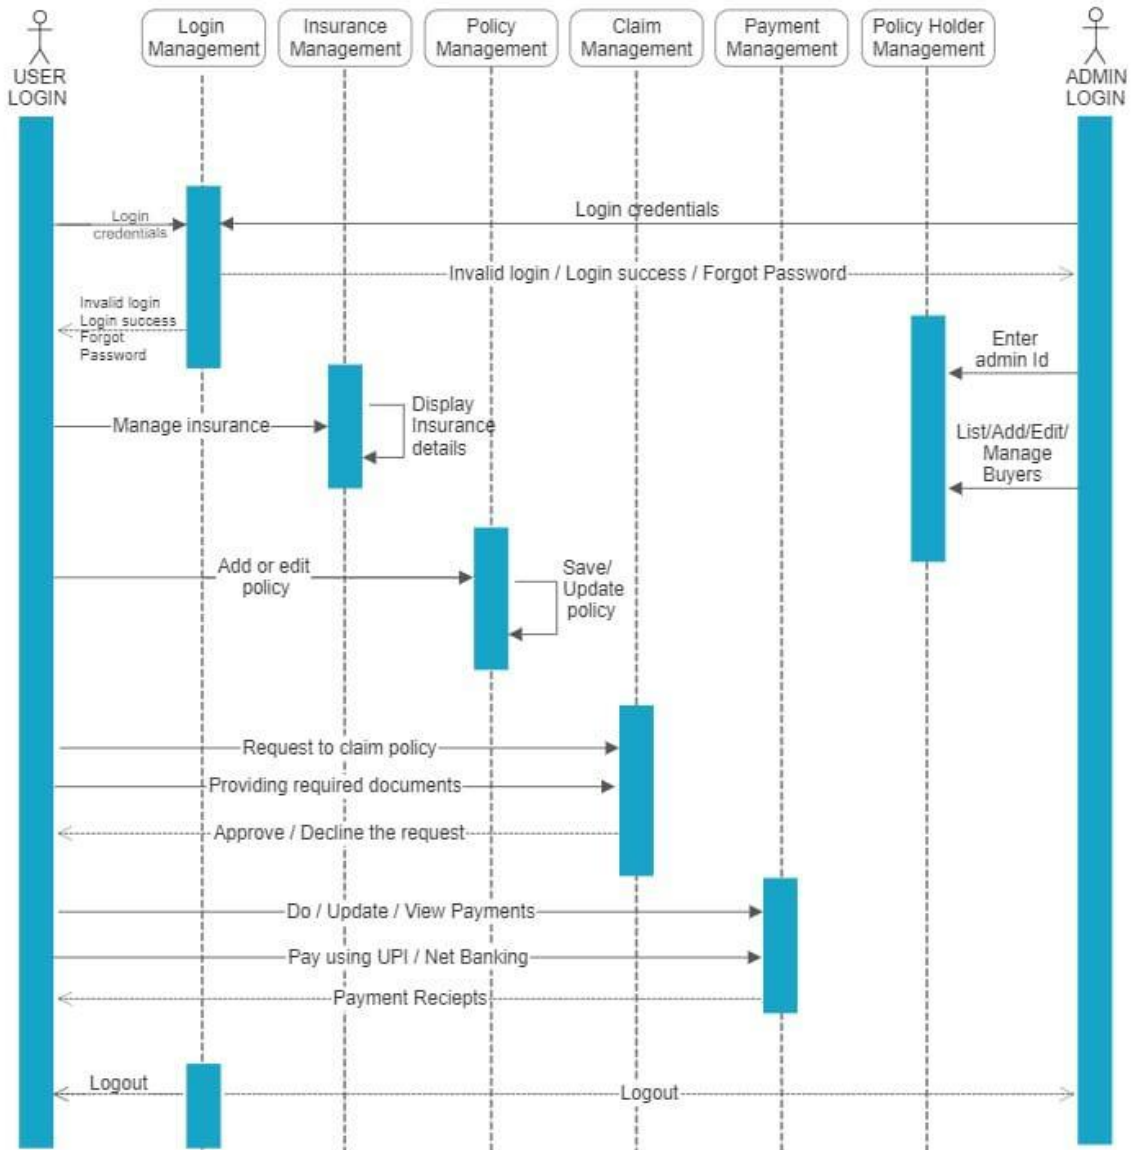 USER
LOGIN
Login
Management
Insurance
Management
Policy
Management
Claim
Management
Payment
Management
Policy Holder
Management
ADMIN
LOGIN
Login
credentials
Login credentials
Invalid login / Login success / Forgot Password
Invalid login
Login success
Forgot
Password
Enter
admin Id
Manage insurance
Display
Insurance
details
List/Add/Edit/
Manage
Buyers
Add or edit
policy
Save/
Update
policy
Request to claim policy
Providing required documents
Approve / Decline the request
Do / Update / View Payments
Pay using UPI / Net Banking
Payment Reciepts
Logout
Logout